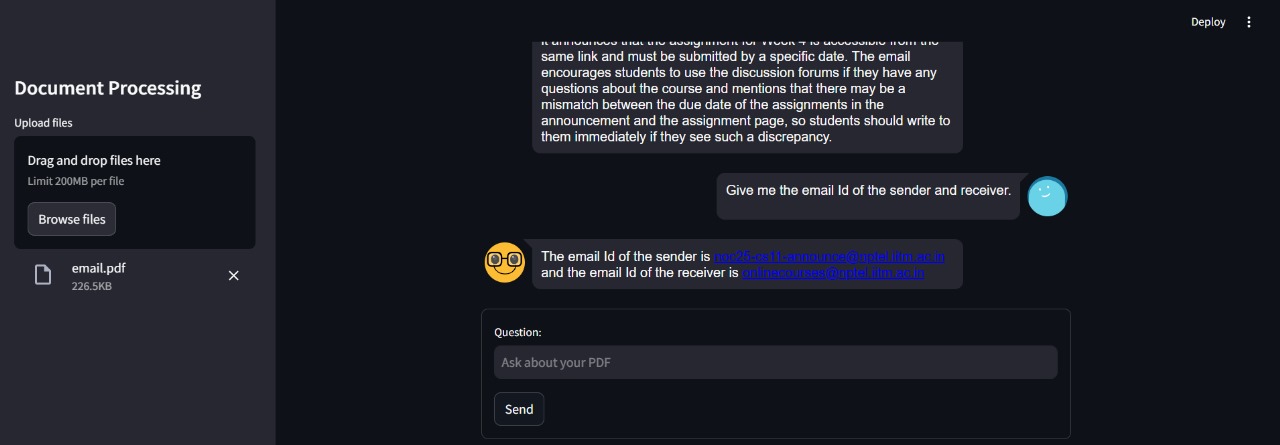 Deploy
Document Processing
Upload files
Drag and drop files here
Limit 200MB per file
Browse files
email.pdf
226.5KB
it announces that the assignment for Week 4 is accessible from the
same link and must be submitted by a specific date. The email
encourages students to use the discussion forums if they have any
questions about the course and mentions that there may be a
mismatch between the due date of the assignments in the
announcement and the assignment page, so students should write to
them immediately if they see such a discrepancy.
Give me the email Id of the sender and receiver.
The email Id of the sender is noc25-cs11-announce@nptel.iitm.ac.in
and the email Id of the receiver is onlinecourses@nptel.iitm.ac.in
Question:
Ask about your PDF
Send